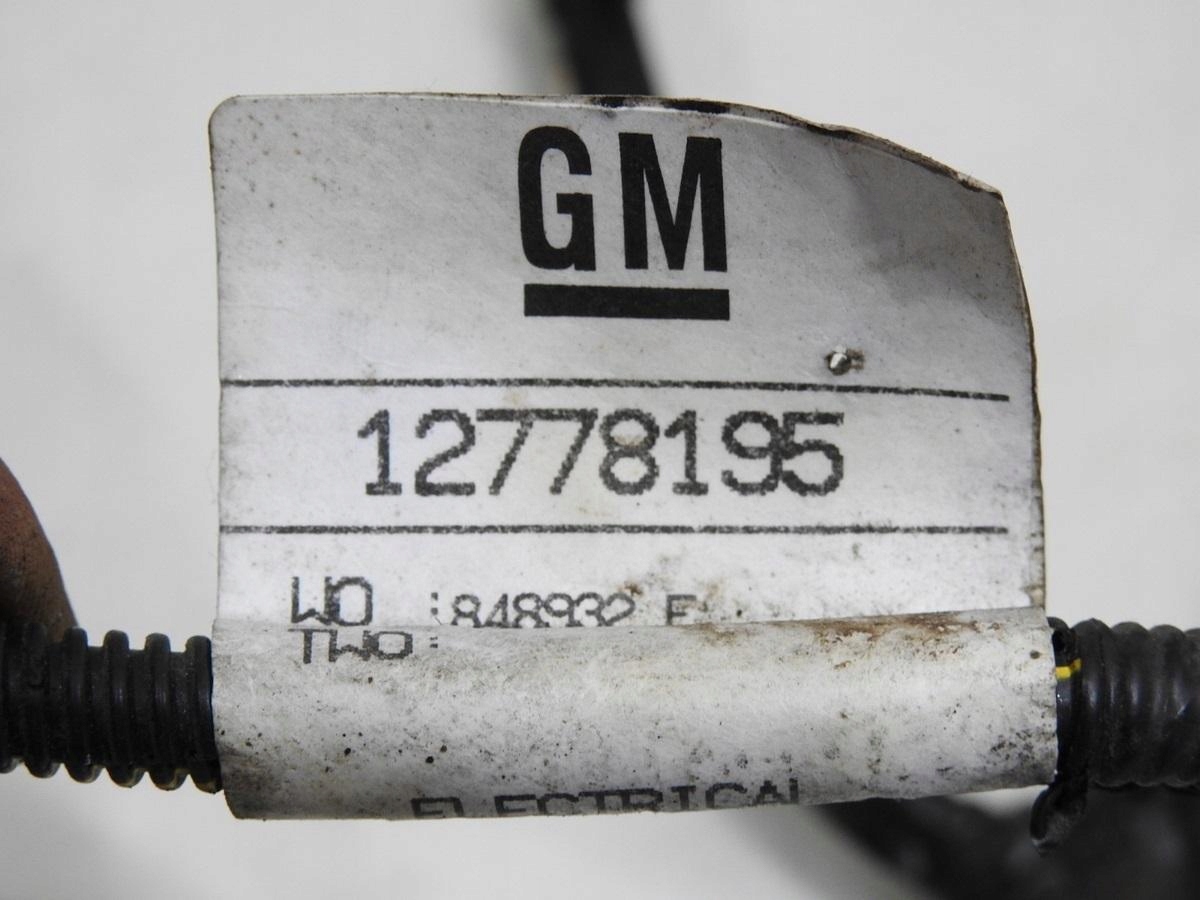 GM
12778195
WO :848932 E
TWO:
ELECTRICAL